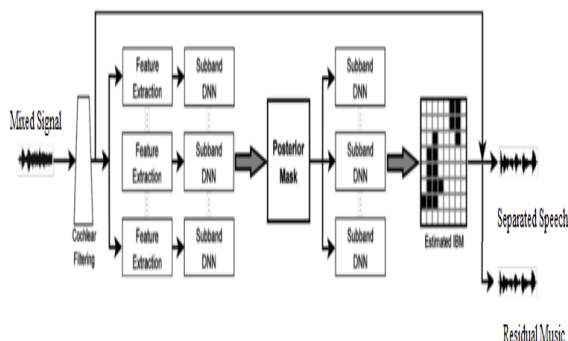 Mixed Signal
Cochlear
Filtering
Feature
Extraction
Subband
DNN
Feature
Extraction
Subband
DNN
Feature
Extraction
Subband
DNN
Posterior
Mask
Subband
DNN
Subband
DNN
Subband
DNN
Estimated IBM
Separated Speech
Residual Music